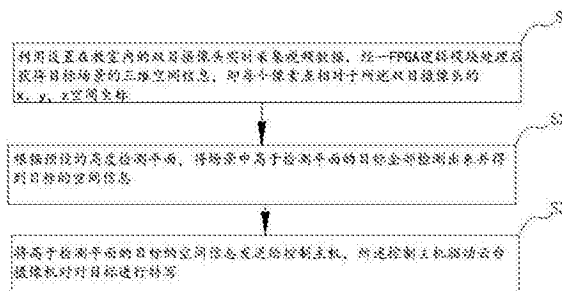 S
利用设置在教室内的双目摄像头实时采集视频数据，经一FPGA逻辑模块处理后
获得目标场景的三维空间信息，即每个像素点相对于所述双目摄像头的
x，y，z空间坐标
S2
根据预设的高度检测平面，将场景中高于检测平面的目标全部检测出来并得
到目标的空间信息
S3
将高于检测平面的目标的空间信息发送给控制主机，所述控制主机驱动云台
摄像机对对目标进行特写